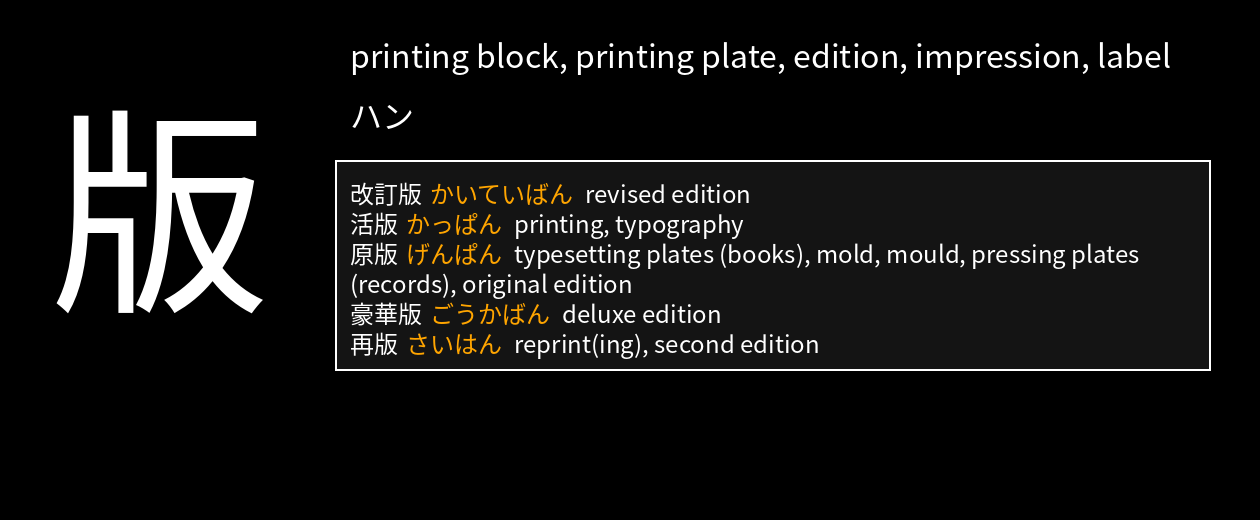 版
printing block, printing plate, edition, impression, label
ハン
改訂版 かいていばん revised edition
活版 かっぱん printing, typography
原版 げんぱん typesetting plates (books), mold, mould, pressing plates
(records), original edition
豪華版 ごうかばん deluxe edition
再版 さいはん reprint(ing), second edition